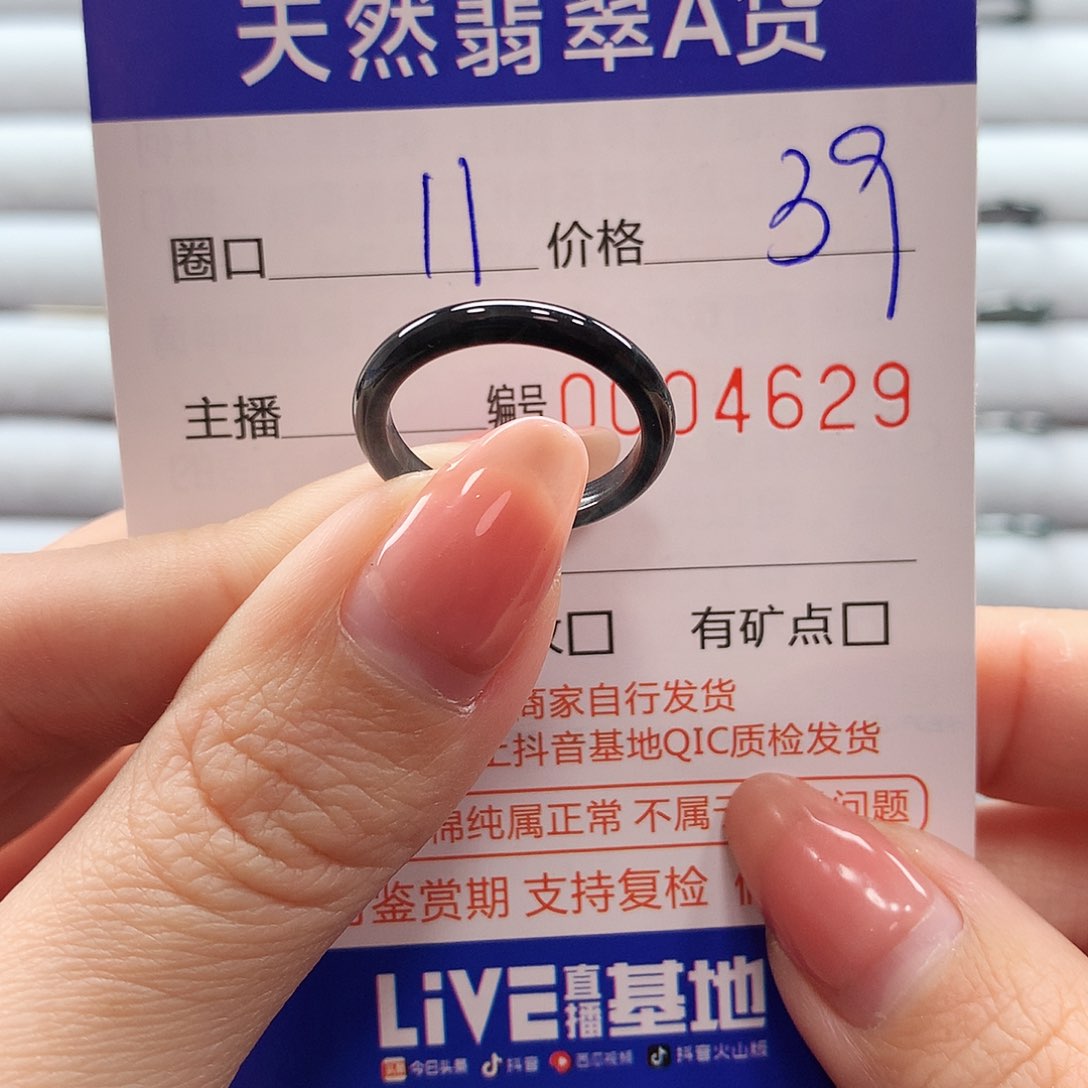 天然翡翠A货
圈口 11 价格 39
主播 编号 0004629
有矿点
商家自行发货
抖音基地QIC质检发货
棉纯属正常 不属 问题
鉴赏期 支持复检
LiVE直播基地
今日头条 抖音 西瓜视频 抖音火山版